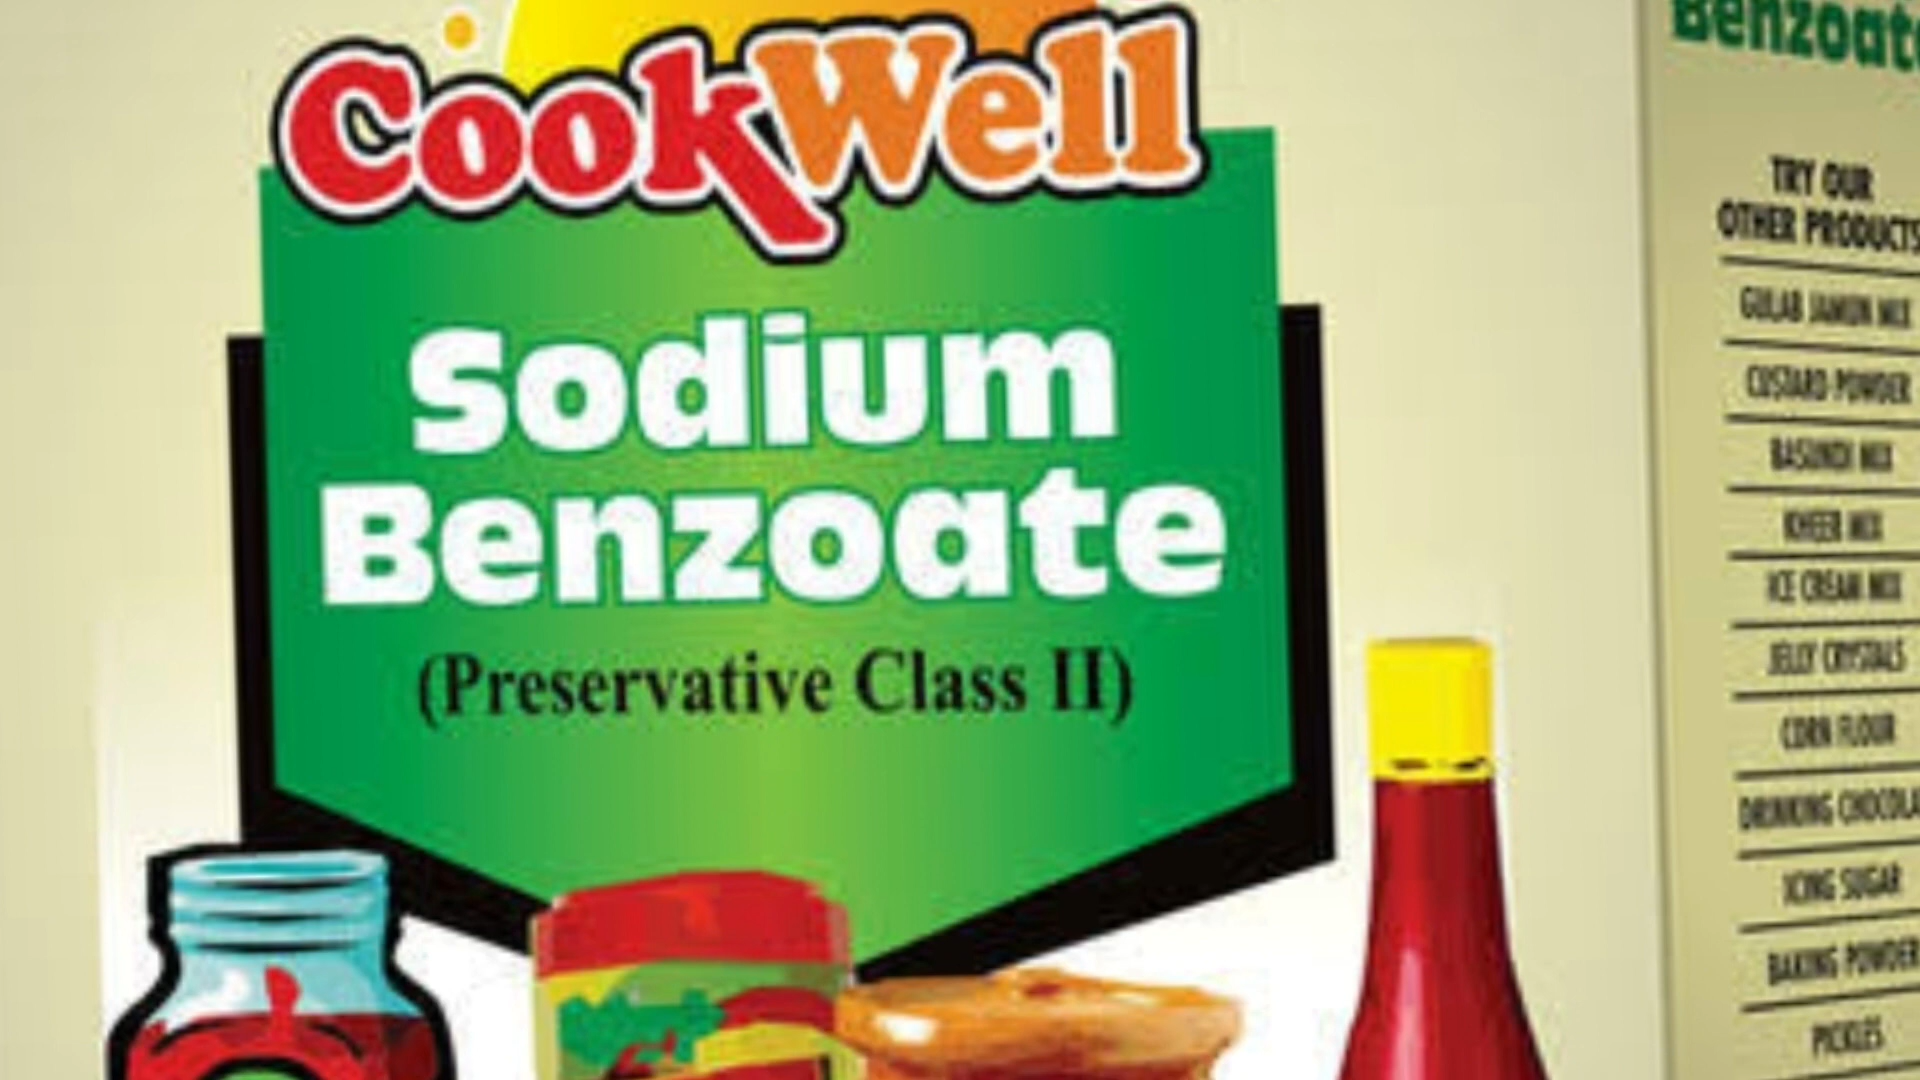 CookWell
Sodium
Benzoate
(Preservative Class II)
Benzoate
TRY OUR
OTHER PRODUCTS
GULAB JAMUN MIX
CUSTARD POWDER
BASUNDI MIX
KHEER MIX
ICE CREAM MIX
JELLY CRYSTALS
CORN FLOUR
DRINKING CHOCOLA
ICING SUGAR
BAKING POWDER
PICKLES